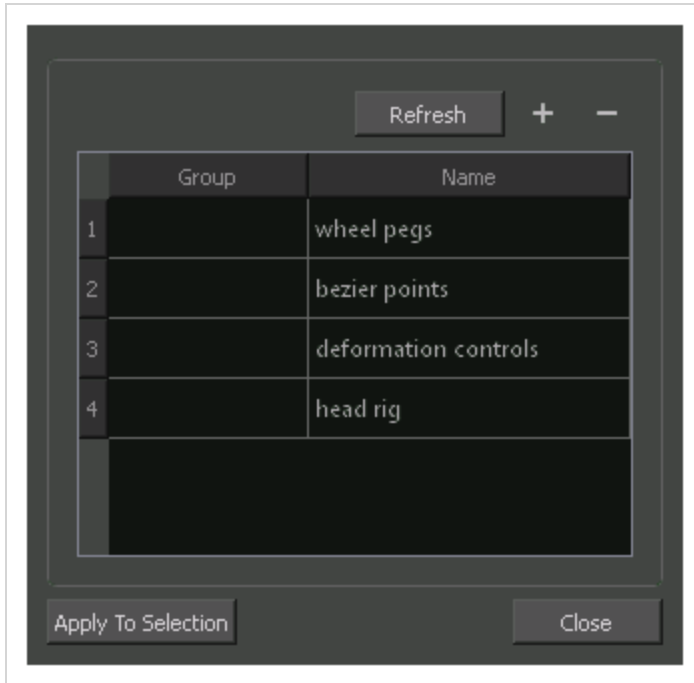 Refresh + −
Group Name
1 wheel pegs
2 bezier points
3 deformation controls
4 head rig
Apply To Selection Close